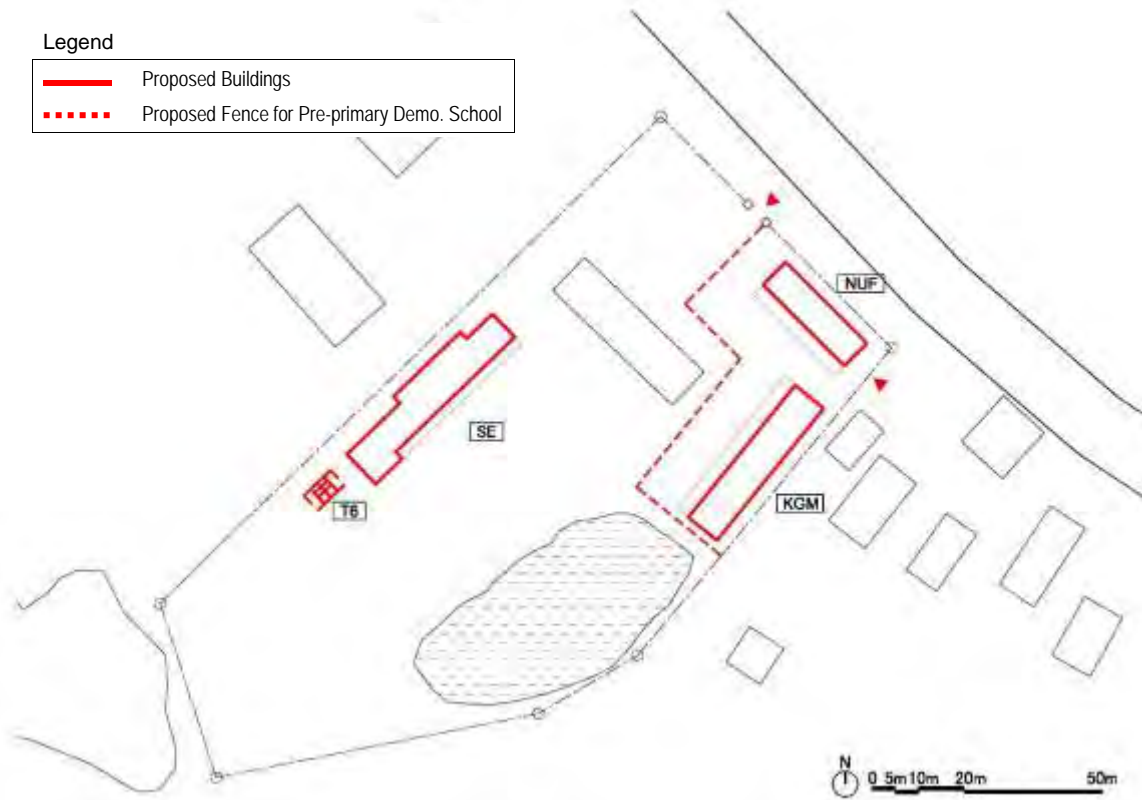 Legend
Proposed Buildings
Proposed Fence for Pre-primary Demo. School
NUF
SE
KGM
T6
N
0 5m 10m 20m 50m